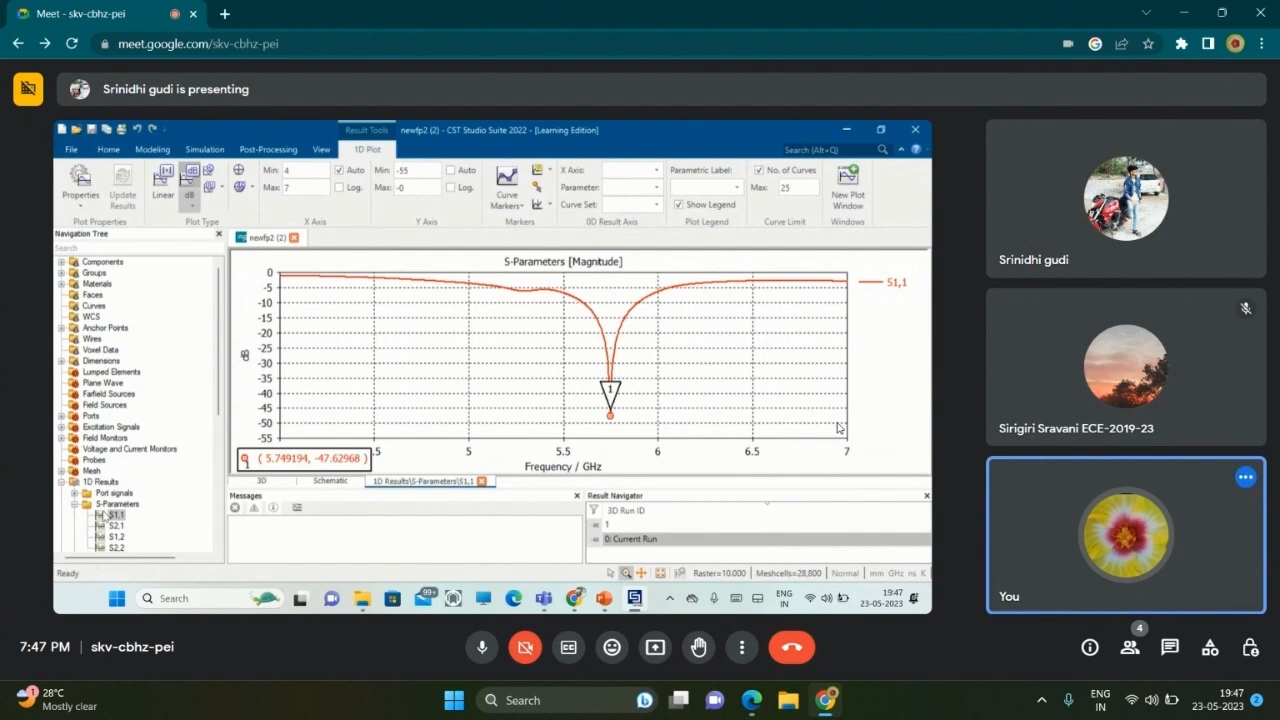 Meet - skv-cbhz-pei
meet.google.com/skv-cbhz-pei
Srinidhi gudi is presenting
Result Tools newfp2 (2) - CST Studio Suite 2022 - [Learning Edition]
File Home Modeling Simulation Post-Processing View 1D Plot Search (Alt+Q)
Min: 4 Auto Min: -55 Auto X Axis: Parametric Label: No. of Curves
Max: 7 Log. Max: -0 Log. Parameter: Max: 25
Properties Update Results Linear dB Curve Markers Curve Set: Show Legend New Plot Window
Plot Properties Plot Type X Axis Y Axis Markers 0D Result Axis Plot Legend Curve Limit Windows
Navigation Tree
Search
Components
Groups
Materials
Faces
Curves
WCS
Anchor Points
Wires
Voxel Data
Dimensions
Lumped Elements
Plane Wave
Farfield Sources
Field Sources
Ports
Excitation Signals
Field Monitors
Voltage and Current Monitors
Probes
Mesh
1D Results
Port signals
S-Parameters
S1,1
S2,1
S1,2
S2,2
newfp2 (2)
S-Parameters [Magnitude]
S1,1
0
-5
-10
-15
-20
-25
-30
-35
-40
-45
-50
-55
dB
1
.5 5 5.5 6 6.5 7
1 ( 5.749194, -47.62968 )
Frequency / GHz
3D Schematic 1D Results\S-Parameters\S1,1
Messages
Result Navigator
3D Run ID
1
0: Current Run
Ready Raster=10.000 Meshcells=28,800 Normal mm GHz ns K
Search 99+ ENG IN 19:47 23-05-2023
Srinidhi gudi
Sirigiri Sravani ECE-2019-23
You
7:47 PM | skv-cbhz-pei
4
1 28°C
Mostly clear
Search
ENG
IN
19:47
23-05-2023
2